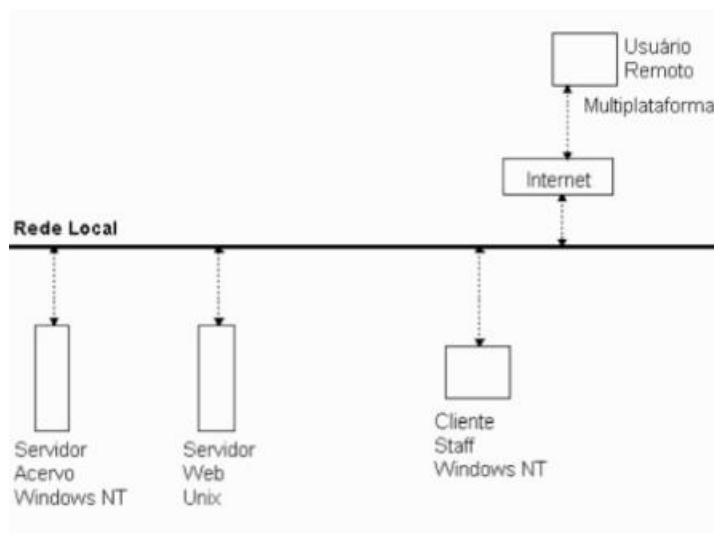 Usuário
Remoto
Multiplataforma
Internet
Rede Local
Servidor
Acervo
Windows NT
Servidor
Web
Unix
Cliente
Staff
Windows NT